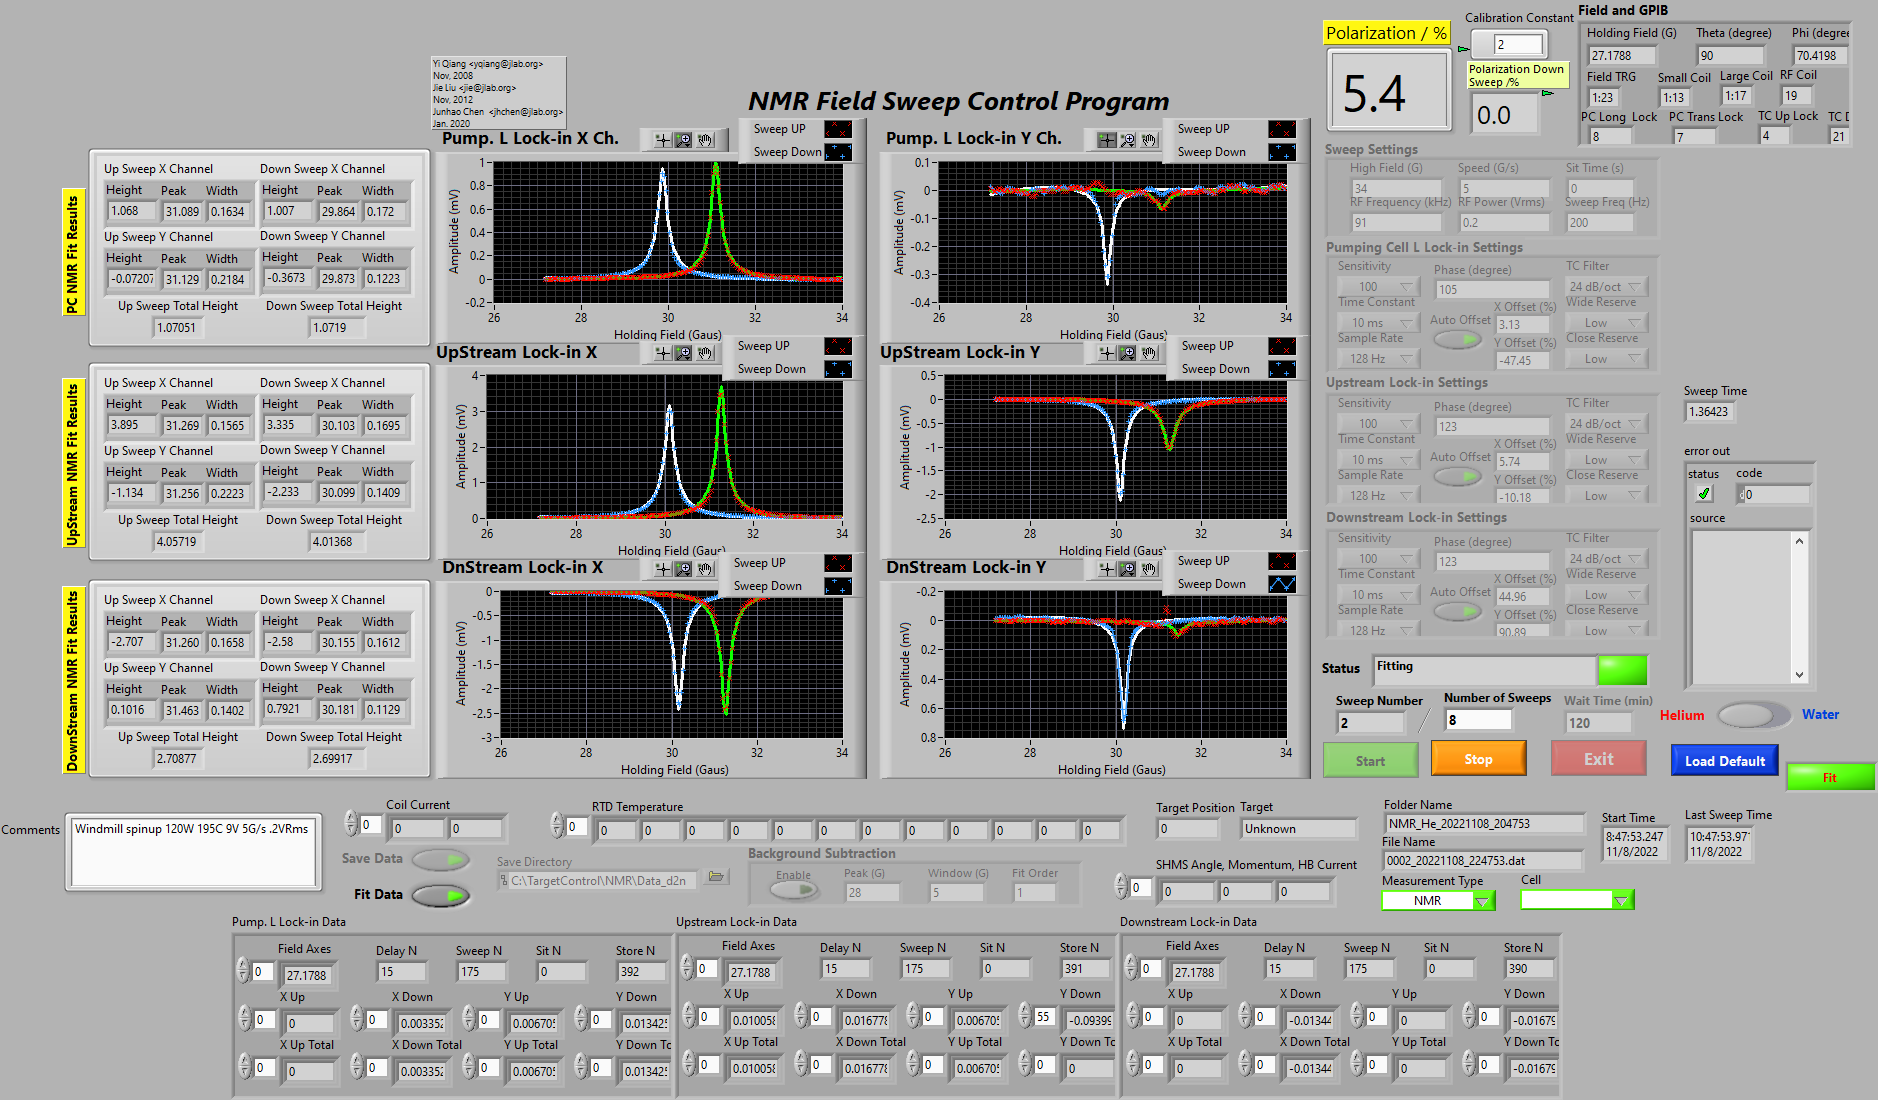 Yi Qiang <yqiang@jlab.org>
Nov, 2008
Jie Liu <jie@jlab.org>
Nov, 2012
Junhao Chen <jhchen@jlab.org>
Jan. 2020
NMR Field Sweep Control Program
Polarization / %
5.4
Calibration Constant
2
Polarization Down
Sweep /%
0.0
Field and GPIB
Holding Field (G) Theta (degree) Phi (degree
27.1788 90 70.4198
Field TRG Small Coil Large Coil RF Coil
1:23 1:13 1:17 19
PC Long Lock PC Trans Lock TC Up Lock TC D
8 7 4 21
PC NMR Fit Results
Up Sweep X Channel Down Sweep X Channel
Height Peak Width Height Peak Width
1.068 31.089 0.1634 1.007 29.864 0.172
Up Sweep Y Channel Down Sweep Y Channel
Height Peak Width Height Peak Width
-0.07207 31.129 0.2184 -0.3673 29.873 0.1223
Up Sweep Total Height Down Sweep Total Height
1.07051 1.0719
UpStream NMR Fit Results
Up Sweep X Channel Down Sweep X Channel
Height Peak Width Height Peak Width
3.895 31.269 0.1565 3.335 30.103 0.1695
Up Sweep Y Channel Down Sweep Y Channel
Height Peak Width Height Peak Width
-1.134 31.256 0.2223 -2.233 30.099 0.1409
Up Sweep Total Height Down Sweep Total Height
4.05719 4.01368
DownStream NMR Fit Results
Up Sweep X Channel Down Sweep X Channel
Height Peak Width Height Peak Width
-2.707 31.260 0.1658 -2.58 30.155 0.1612
Up Sweep Y Channel Down Sweep Y Channel
Height Peak Width Height Peak Width
0.1016 31.463 0.1402 0.7921 30.181 0.1129
Up Sweep Total Height Down Sweep Total Height
2.70877 2.69917
Pump. L Lock-in X Ch.
Sweep UP
Sweep Down
Amplitude (mV)
1
0.8
0.6
0.4
0.2
0
-0.2
26 28 30 32 34
Holding Field (Gaus)
Pump. L Lock-in Y Ch.
Sweep UP
Sweep Down
Amplitude (mV)
0.1
0
-0.1
-0.2
-0.3
-0.4
26 28 30 32 34
Holding Field (Gaus)
UpStream Lock-in X
Sweep UP
Sweep Down
Amplitude (mV)
4
3
2
1
0
26 28 30 32 34
Holding Field (Gaus)
UpStream Lock-in Y
Sweep UP
Sweep Down
Amplitude (mV)
0.5
0
-0.5
-1
-1.5
-2
-2.5
26 28 30 32 34
Holding Field (Gaus)
DnStream Lock-in X
Sweep UP
Sweep Down
Amplitude (mV)
0
-0.5
-1
-1.5
-2
-2.5
-3
26 28 30 32 34
Holding Field (Gaus)
DnStream Lock-in Y
Sweep UP
Sweep Down
Amplitude (mV)
-0.2
0
0.2
0.4
0.6
0.8
26 28 30 32 34
Holding Field (Gaus)
Sweep Settings
High Field (G) Speed (G/s) Sit Time (s)
34 5 0
RF Frequency (kHz) RF Power (Vrms) Sweep Freq (Hz)
91 0.2 200
Pumping Cell L Lock-in Settings
Sensitivity Phase (degree) TC Filter
100 105 24 dB/oct
Time Constant X Offset (%) Wide Reserve
10 ms Auto Offset 3.13 Low
Sample Rate Y Offset (%) Close Reserve
128 Hz -47.45 Low
Upstream Lock-in Settings
Sensitivity Phase (degree) TC Filter
100 123 24 dB/oct
Time Constant X Offset (%) Wide Reserve
10 ms Auto Offset 5.74 Low
Sample Rate Y Offset (%) Close Reserve
128 Hz -10.18 Low
Downstream Lock-in Settings
Sensitivity Phase (degree) TC Filter
100 123 24 dB/oct
Time Constant X Offset (%) Wide Reserve
10 ms Auto Offset 44.96 Low
Sample Rate Y Offset (%) Close Reserve
128 Hz 90.89 Low
Sweep Time
1.36423
error out
status code
0
source
Status Fitting
Sweep Number Number of Sweeps Wait Time (min)
2 / 8 120
Helium Water
Start Stop Exit Load Default Fit
Comments
Windmill spinup 120W 195C 9V 5G/s .2VRms
Coil Current
0 0 0
RTD Temperature
0 0 0 0 0 0 0 0 0 0 0 0 0
Save Data
Fit Data
Save Directory
C:\TargetControl\NMR\Data_d2n
Background Subtraction
Enable Peak (G) Window (G) Fit Order
28 5 1
Target Position Target
0 Unknown
SHMS Angle, Momentum, HB Current
0 0 0 0
Folder Name
NMR_He_20221108_204753
File Name
0002_20221108_224753.dat
Measurement Type Cell
NMR
Start Time
8:47:53.247
11/8/2022
Last Sweep Time
10:47:53.97
11/8/2022
Pump. L Lock-in Data
Field Axes Delay N Sweep N Sit N Store N
0 27.1788 15 175 0 392
X Up X Down Y Up Y Down
0 0 0 0.003352 0 0.00670 0 0.01342
X Up Total X Down Total Y Up Total Y Down To
0 0 0 0.003352 0 0.00670 0 0.01342
Upstream Lock-in Data
Field Axes Delay N Sweep N Sit N Store N
0 27.1788 15 175 0 391
X Up X Down Y Up Y Down
0 0.010058 0 0.016778 0 0.00670 55 -0.09399
X Up Total X Down Total Y Up Total Y Down To
0 0.010058 0 0.016778 0 0.00670 0 0
Downstream Lock-in Data
Field Axes Delay N Sweep N Sit N Store N
0 27.1788 15 175 0 390
X Up X Down Y Up Y Down
0 0 0 -0.01344 0 0 0 -0.01679
X Up Total X Down Total Y Up Total Y Down To
0 0 0 -0.01344 0 0 0 -0.01679